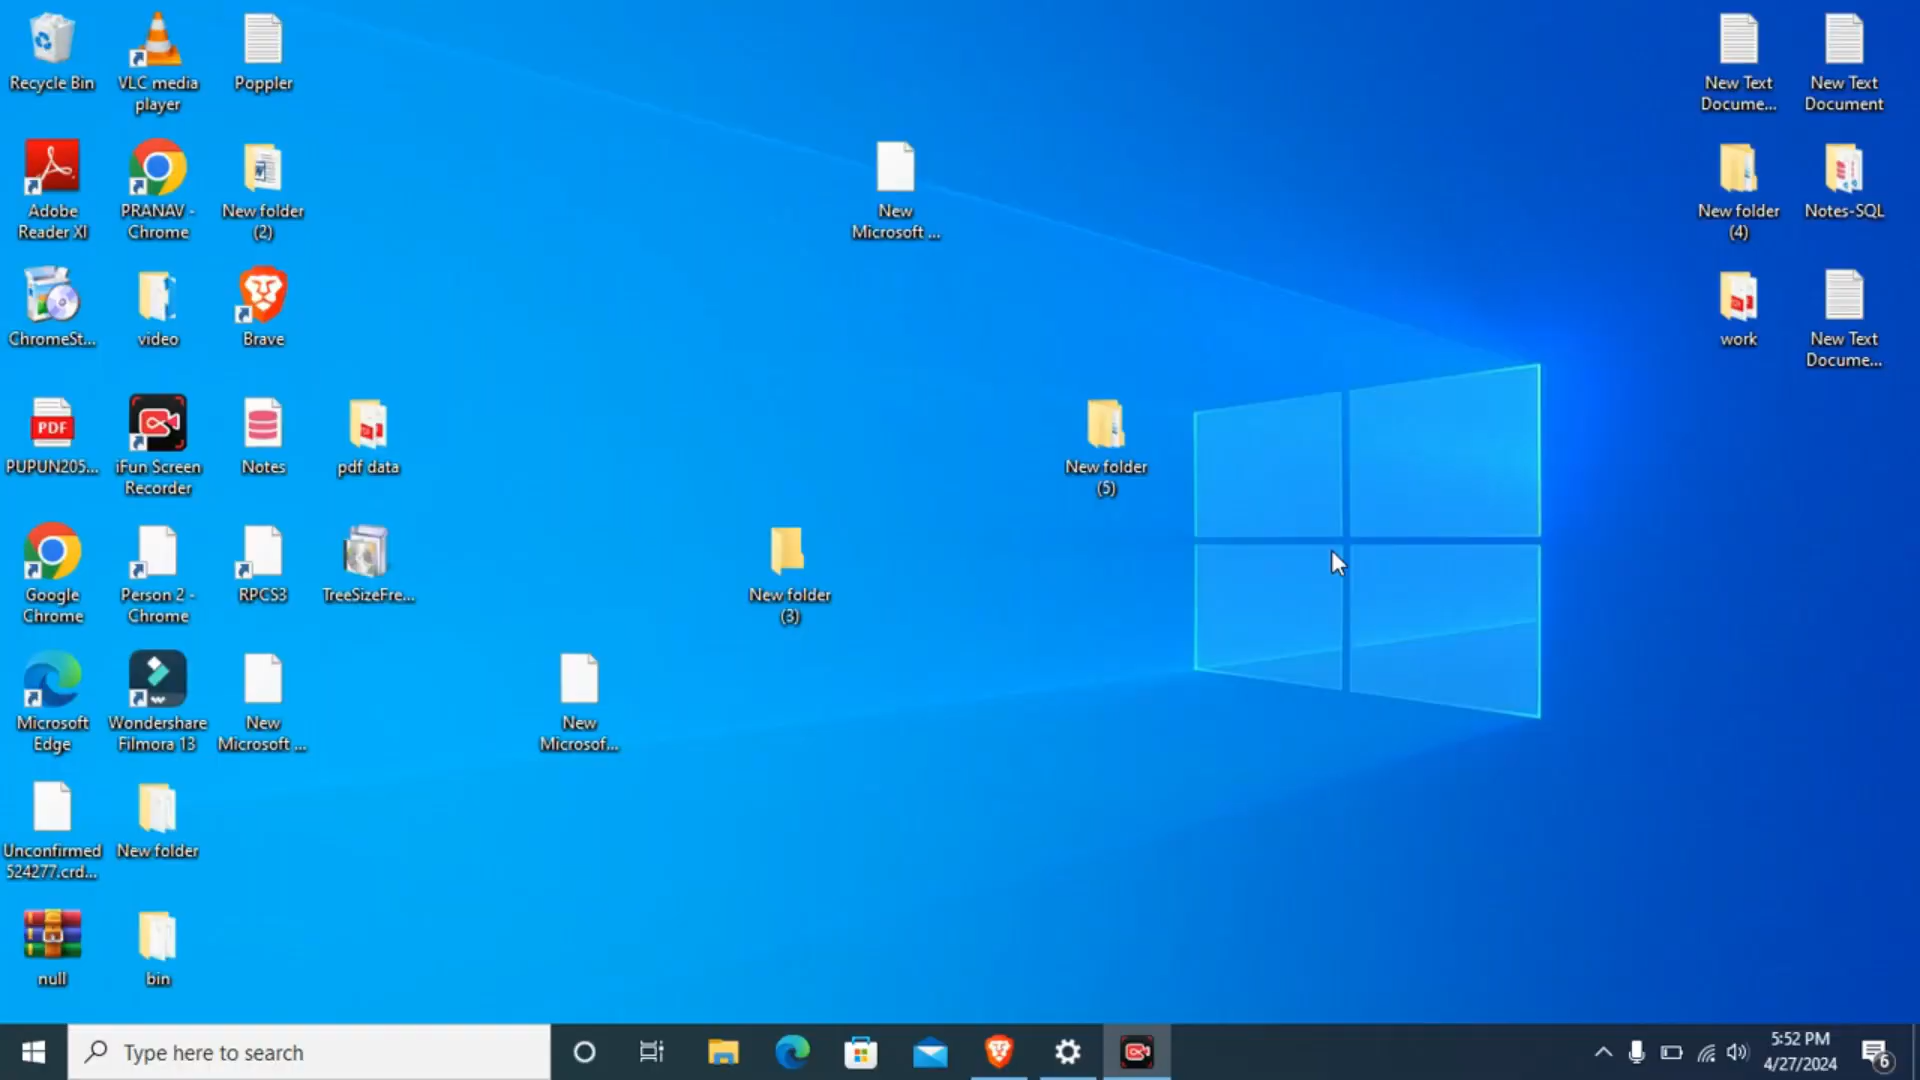 Recycle Bin
VLC media
player
Poppler
New
Microsoft ...
New Text
Docume...
New Text
Document
Adobe
Reader XI
PRANAV -
Chrome
New folder
(2)
New folder
(4)
Notes-SQL
ChromeSt...
video
Brave
work
New Text
Docume...
PDF
PUPUN205...
iFun Screen
Recorder
Notes
pdf data
New folder
(5)
Google
Chrome
Person 2 -
Chrome
RPCS3
TreeSizeFre...
New folder
(3)
Microsoft
Edge
Wondershare
Filmora 13
New
Microsoft ...
New
Microsof...
Unconfirmed
524277.crd...
New folder
null
bin
Type here to search
5:52 PM
4/27/2024
6